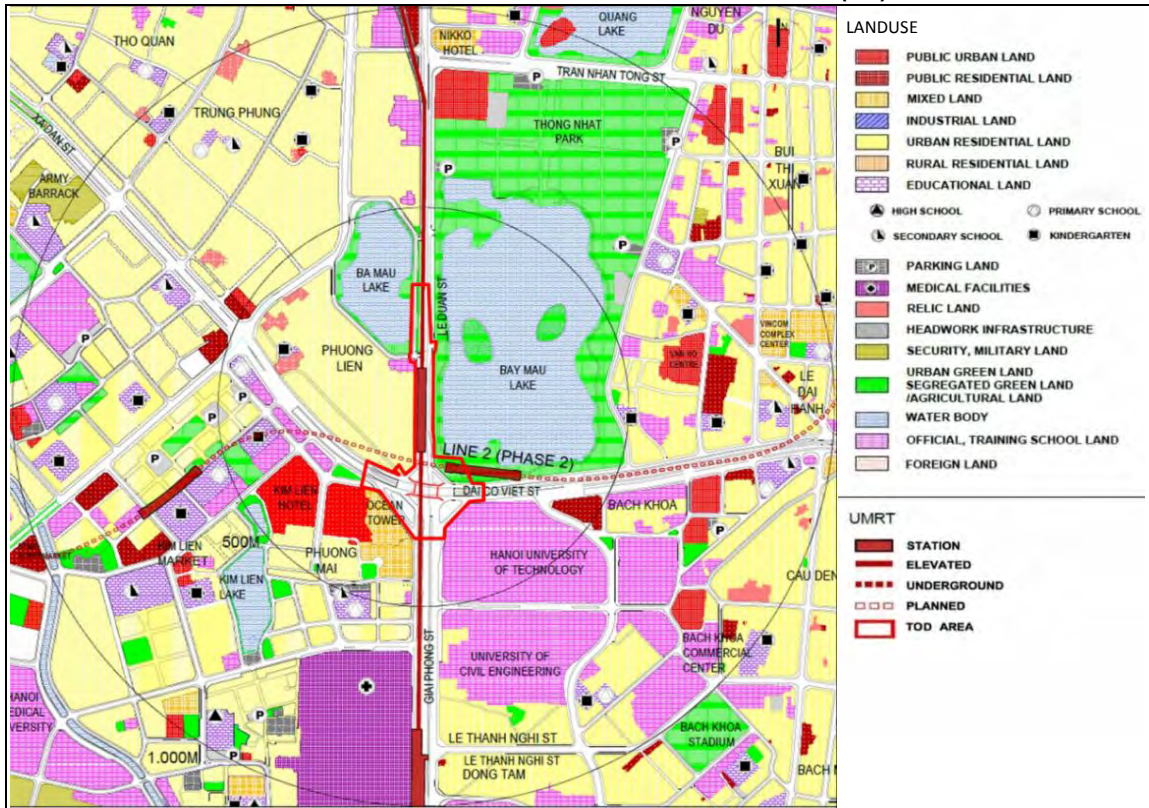 THO QUAN
NIKKO
HOTEL
QUANG
LAKE
NGUYEN
DU
N
TRAN NHAN TONG ST
P
TRUNG PHUNG
XA DAN ST
THONG NHAT
PARK
P
P
BUI
THI
XUAN
ARMY
BARRACK
P
P
BA MAU
LAKE
LE DUAN ST
P
PHUONG
LIEN
BAY MAU
LAKE
VAN HO
CENTRE
VINCOM
COMPLEX
CENTER
LE
DAI
HANH
P
P
LINE 2 (PHASE 2)
DAI CO VIET ST
KIM LIEN
HOTEL
OCEAN
TOWER
BACH KHOA
P
500M
PHUONG
MAI
KIM LIEN
MARKET
KIM LIEN
LAKE
HANOI UNIVERSITY
OF TECHNOLOGY
CAU DEN
UNIVERSITY OF
CIVIL ENGINEERING
BACH KHOA
COMMERCIAL
CENTER
GIAI PHONG ST
HANOI
EDICAL
VERSITY
P
P
1.000M
LE THANH NGHI ST
LE THANH NGHI ST
DONG TAM
BACH KHOA
STADIUM
BACH M
LANDUSE
PUBLIC URBAN LAND
PUBLIC RESIDENTIAL LAND
MIXED LAND
INDUSTRIAL LAND
URBAN RESIDENTIAL LAND
RURAL RESIDENTIAL LAND
EDUCATIONAL LAND
HIGH SCHOOL
PRIMARY SCHOOL
SECONDARY SCHOOL
KINDERGARTEN
P PARKING LAND
MEDICAL FACILITIES
RELIC LAND
HEADWORK INFRASTRUCTURE
SECURITY, MILITARY LAND
URBAN GREEN LAND
SEGREGATED GREEN LAND
/AGRICULTURAL LAND
WATER BODY
OFFICIAL, TRAINING SCHOOL LAND
FOREIGN LAND
UMRT
STATION
ELEVATED
UNDERGROUND
PLANNED
TOD AREA